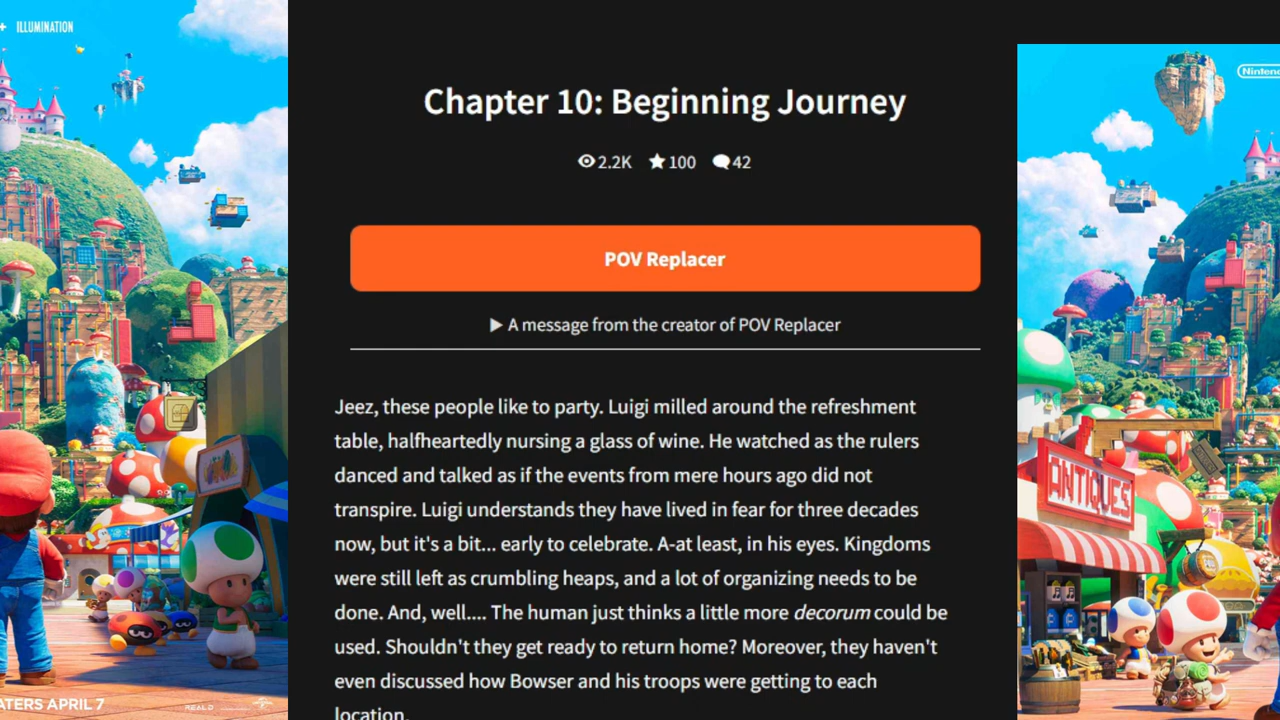 ILLUMINATION
Chapter 10: Beginning Journey
2.2K 100 42
POV Replacer
▶ A message from the creator of POV Replacer
Jeez, these people like to party. Luigi milled around the refreshment
table, halfheartedly nursing a glass of wine. He watched as the rulers
danced and talked as if the events from mere hours ago did not
transpire. Luigi understands they have lived in fear for three decades
now, but it's a bit... early to celebrate. A-at least, in his eyes. Kingdoms
were still left as crumbling heaps, and a lot of organizing needs to be
done. And, well.... The human just thinks a little more decorum could be
used. Shouldn't they get ready to return home? Moreover, they haven't
even discussed how Bowser and his troops were getting to each
location.
ATERS APRIL 7
REALD
Ninten
ANTIQUES